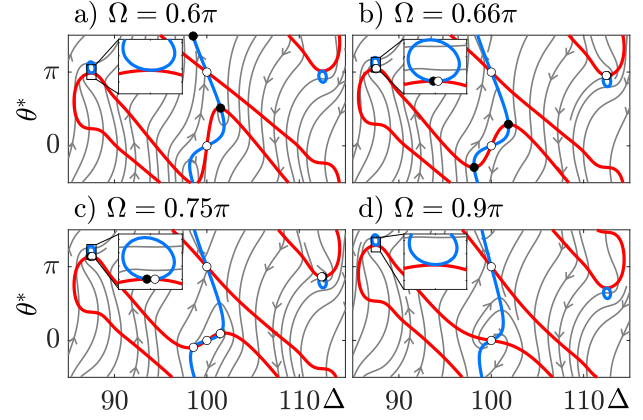 a) Ω = 0.6π
b) Ω = 0.66π
π
θ*
0
c) Ω = 0.75π
d) Ω = 0.9π
π
θ*
0
90
100
110 Δ
90
100
110 Δ